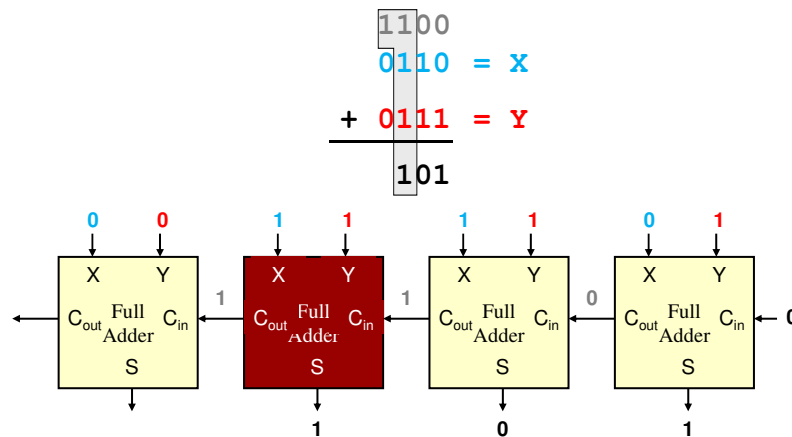 1100
0110 = X
+ 0111 = Y
101
0 0 1 1 1 1 0 1
X Y X Y X Y X Y
1 1 0
Cout Full Adder Cin Cout Full Adder Cin Cout Full Adder Cin Cout Full Adder Cin 0
S S S S
1 0 1